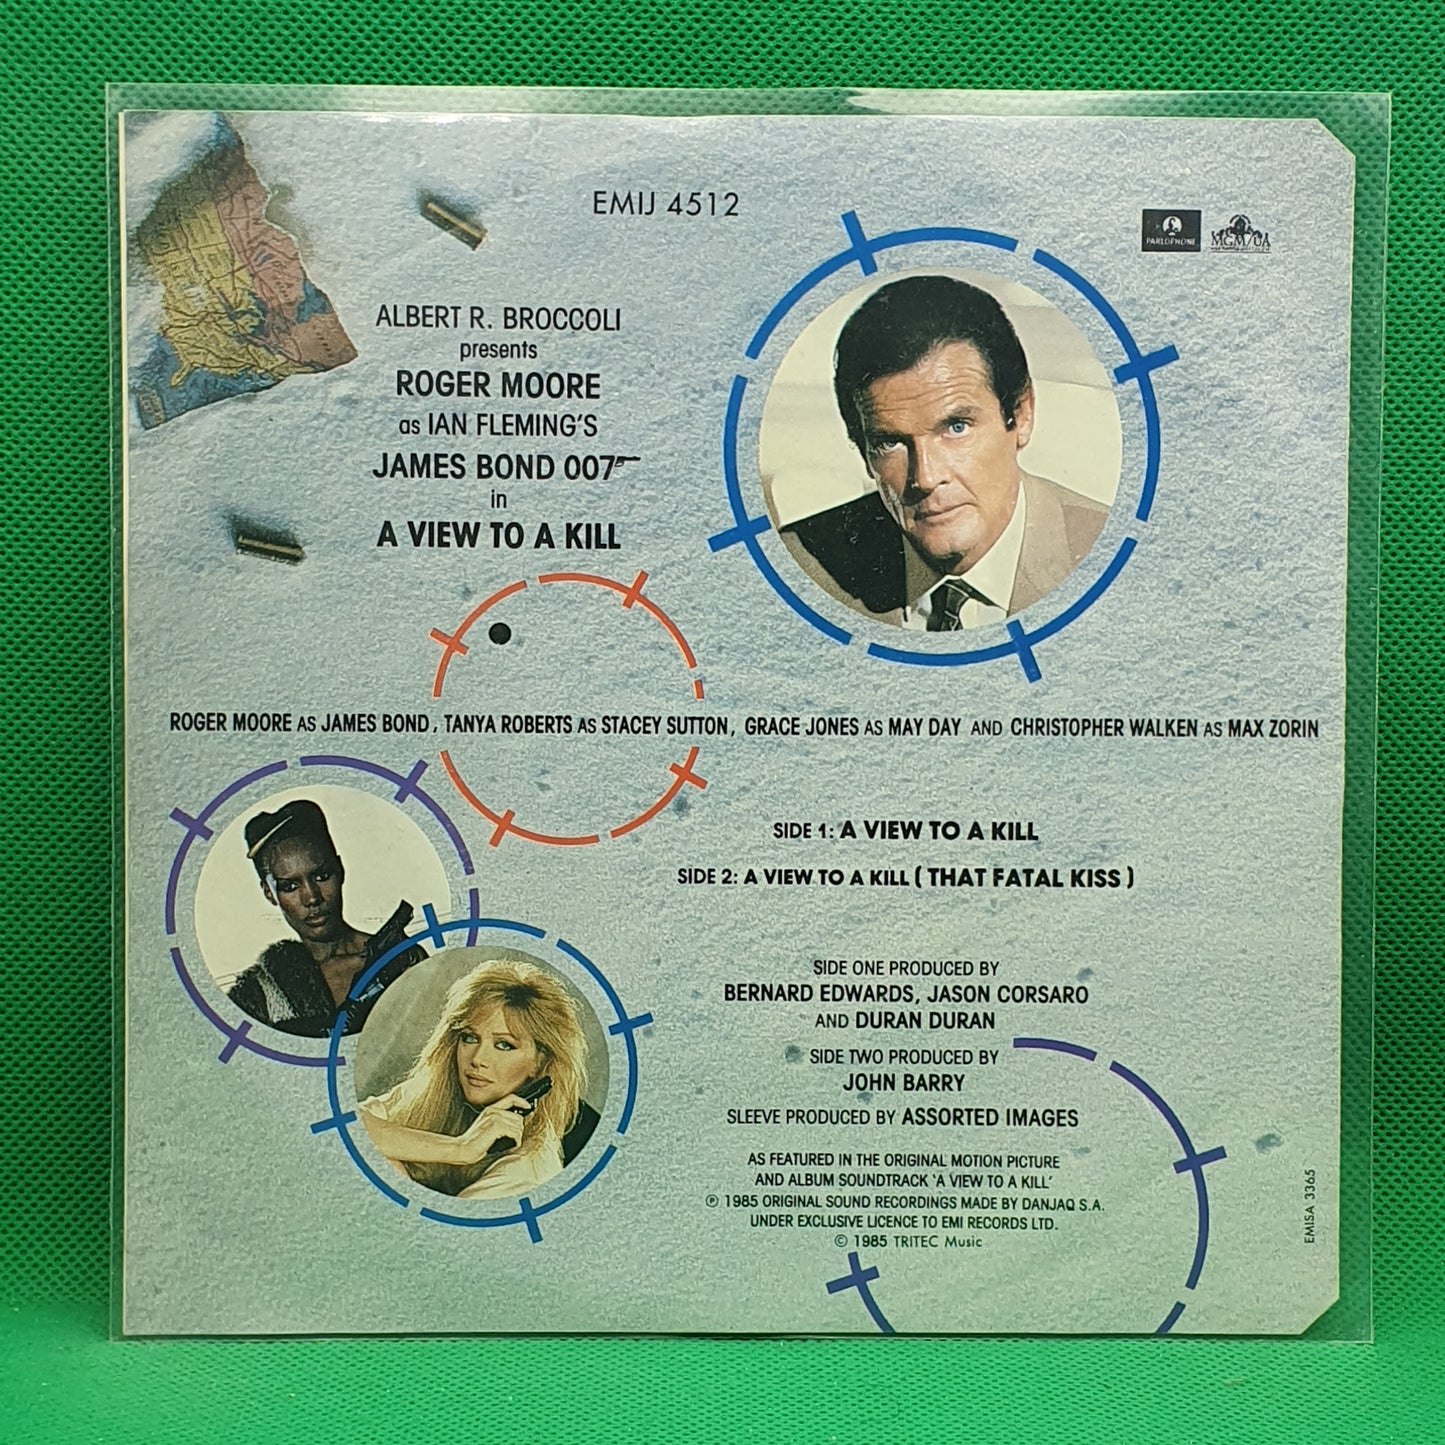 EMIJ 4512
PARLOPHONE
MGM/UA
ALBERT R. BROCCOLI
presents
ROGER MOORE
as IAN FLEMING'S
JAMES BOND 007
in
A VIEW TO A KILL
ROGER MOORE AS JAMES BOND, TANYA ROBERTS AS STACEY SUTTON, GRACE JONES AS MAY DAY AND CHRISTOPHER WALKEN AS MAX ZORIN
SIDE 1: A VIEW TO A KILL
SIDE 2: A VIEW TO A KILL (THAT FATAL KISS)
SIDE ONE PRODUCED BY
BERNARD EDWARDS, JASON CORSARO
AND DURAN DURAN
SIDE TWO PRODUCED BY
JOHN BARRY
SLEEVE PRODUCED BY ASSORTED IMAGES
AS FEATURED IN THE ORIGINAL MOTION PICTURE
AND ALBUM SOUNDTRACK 'A VIEW TO A KILL'
℗ 1985 ORIGINAL SOUND RECORDINGS MADE BY DANJAQ S.A.
UNDER EXCLUSIVE LICENCE TO EMI RECORDS LTD.
© 1985 TRITEC Music
EMISA 3365